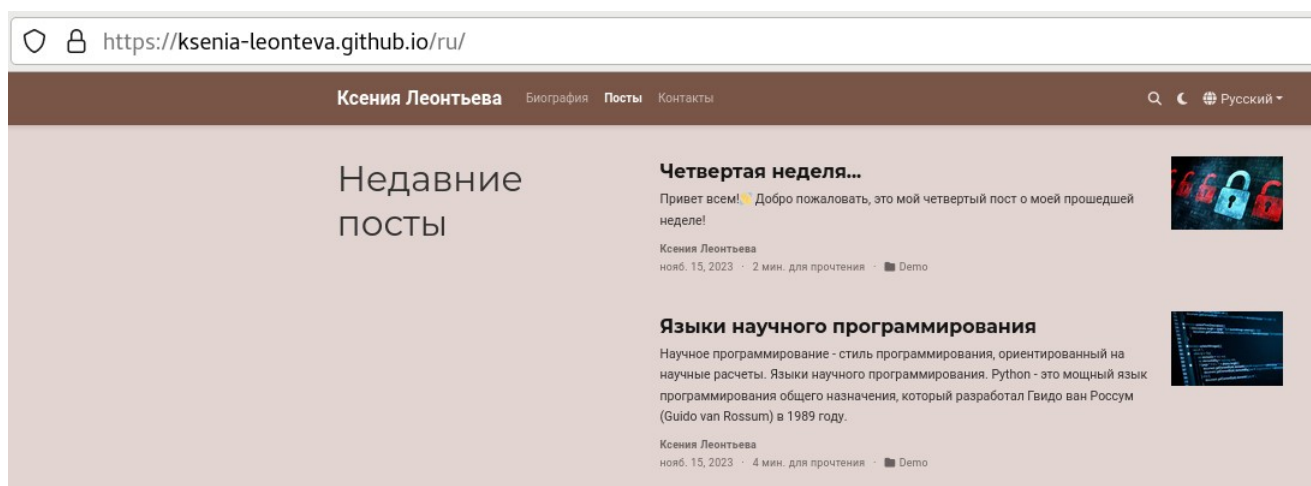 https://ksenia-leonteva.github.io/ru/
Ксения Леонтьева Биография Посты Контакты Русский
Недавние
посты
Четвертая неделя...
Привет всем!👋 Добро пожаловать, это мой четвертый пост о моей прошедшей
неделе!
Ксения Леонтьева
нояб. 15, 2023 · 2 мин. для прочтения · Demo
Языки научного программирования
Научное программирование - стиль программирования, ориентированный на
научные расчеты. Языки научного программирования. Python - это мощный язык
программирования общего назначения, который разработал Гвидо ван Россум
(Guido van Rossum) в 1989 году.
Ксения Леонтьева
нояб. 15, 2023 · 4 мин. для прочтения · Demo